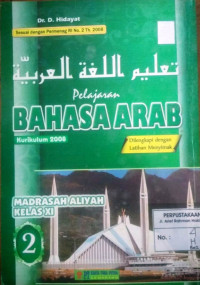 Dr. D. Hidayat
Sesuai dengan Permenag RI No. 2 Th. 2008
تعليم اللغة العربية
Pelajaran
BAHASA ARAB
Kurikulum 2008
Dilengkapi dengan
Latihan Menyimak
MADRASAH ALIYAH
KELAS XI
2
PERPUSTAKAAN
No. :